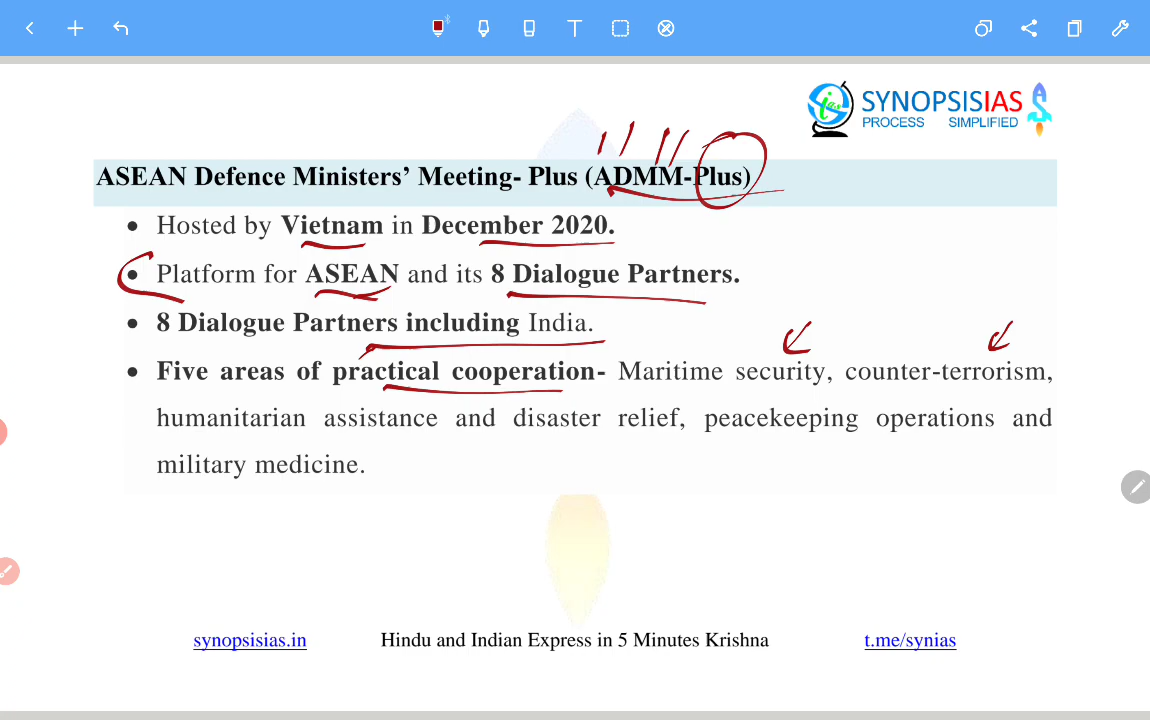 SYNOPSISIAS
PROCESS SIMPLIFIED
ASEAN Defence Ministers’ Meeting- Plus (ADMM-Plus)
• Hosted by Vietnam in December 2020.
• Platform for ASEAN and its 8 Dialogue Partners.
• 8 Dialogue Partners including India.
• Five areas of practical cooperation- Maritime security, counter-terrorism,
humanitarian assistance and disaster relief, peacekeeping operations and
military medicine.
synopsisias.in Hindu and Indian Express in 5 Minutes Krishna t.me/synias